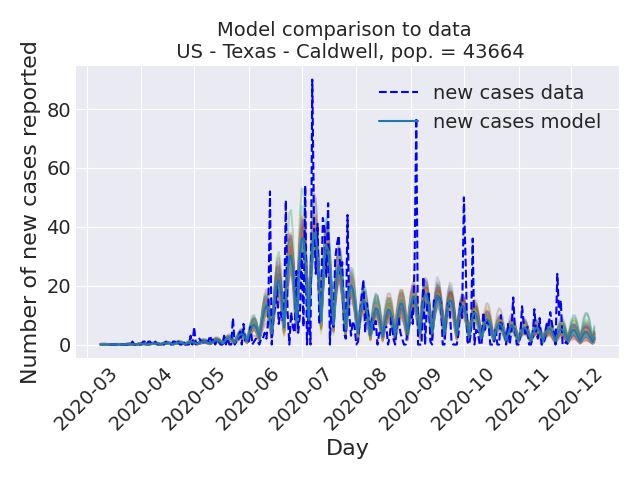 Model comparison to data
US - Texas - Caldwell, pop. = 43664
Number of new cases reported
80
60
40
20
0
new cases data
new cases model
2020-03
2020-04
2020-05
2020-06
2020-07
2020-08
2020-09
2020-10
2020-11
2020-12
Day